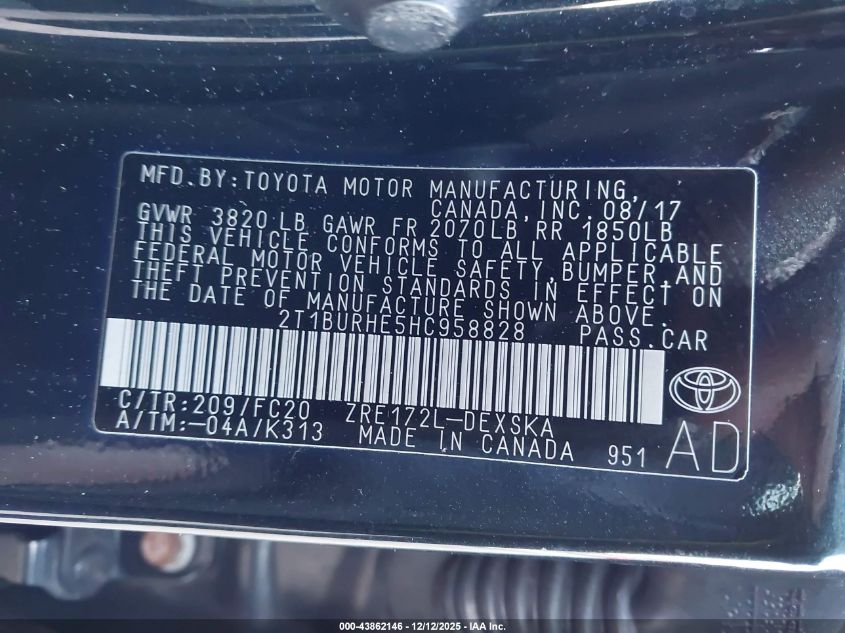 MFD.BY:TOYOTA MOTOR MANUFACTURING,
CANADA,INC. 08/17
GVWR 3820 LB GAWR FR 2070LB RR 1850LB
THIS VEHICLE CONFORMS TO ALL APPLICABLE
FEDERAL MOTOR VEHICLE SAFETY,BUMPER,AND
THEFT PREVENTION STANDARDS IN EFFECT ON
THE DATE OF MANUFACTURE SHOWN ABOVE.
2T1BURHE5HC958828 PASS.CAR
C/TR:209/FC20 ZRE172L-DEXSKA
A/TM:-04A/K313 MADE IN CANADA 951 AD
000-43862146 - 12/12/2025 - IAA Inc.